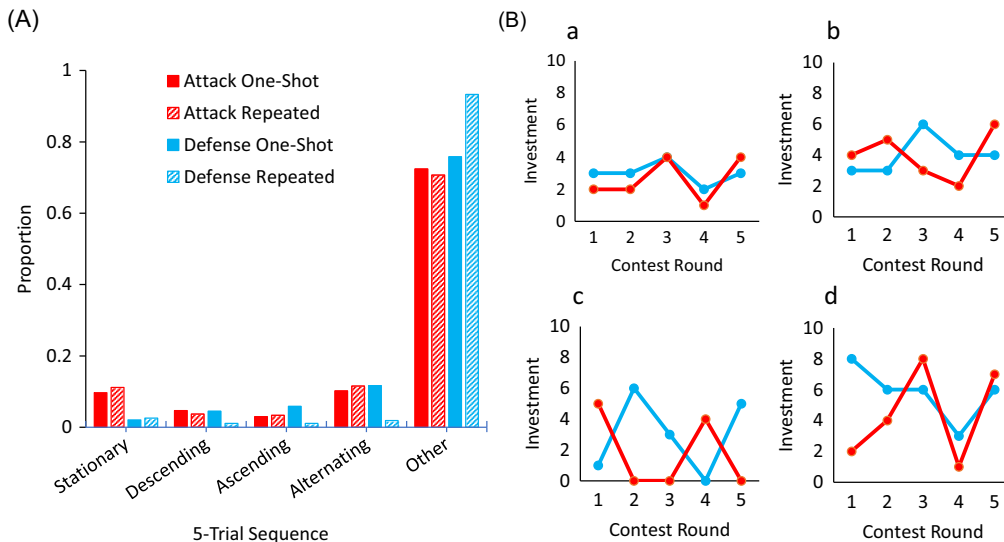 (A)
1
0.8
0.6
0.4
0.2
0
Proportion
Attack One-Shot
Attack Repeated
Defense One-Shot
Defense Repeated
Stationary
Descending
Ascending
Alternating
Other
5-Trial Sequence
(B)
a
10
8
6
4
2
0
Investment
1 2 3 4 5
Contest Round
b
10
8
6
4
2
0
Investment
1 2 3 4 5
Contest Round
c
10
8
6
4
2
0
Investment
1 2 3 4 5
Contest Round
d
10
8
6
4
2
0
Investment
1 2 3 4 5
Contest Round